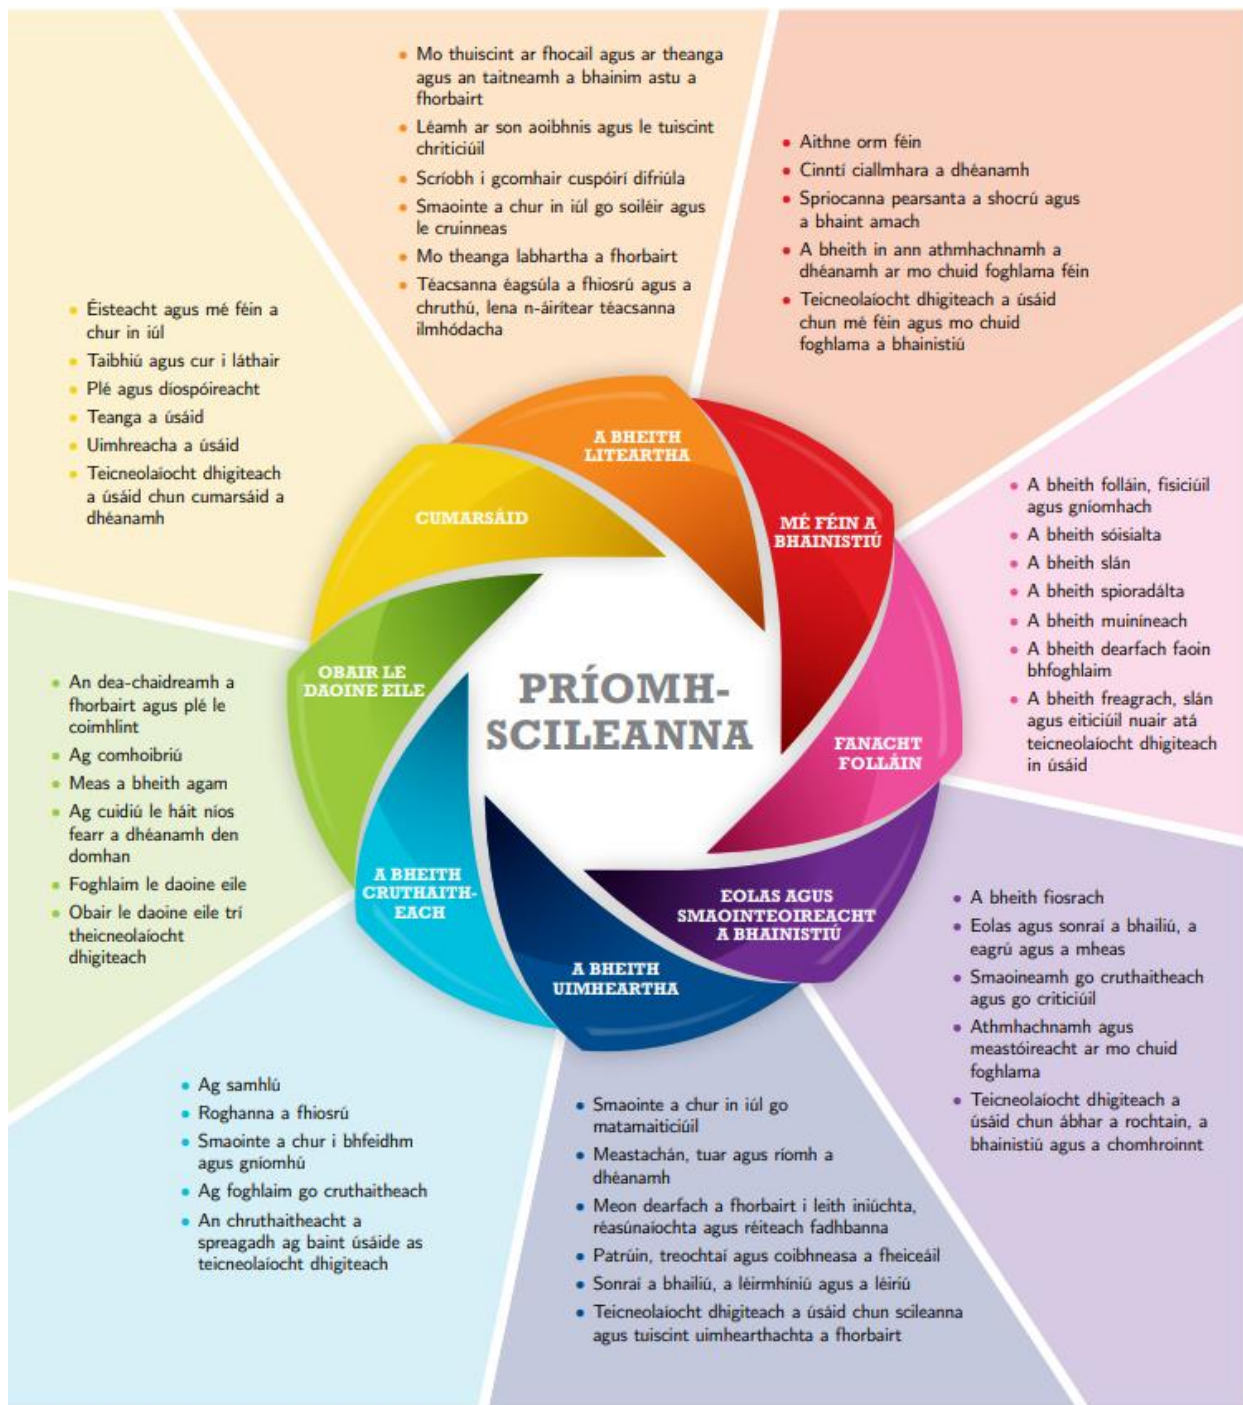 PRÍOMH-
SCILEANNA
A BHEITH
LITEARTHA
• Mo thuiscint ar fhocail agus ar theanga
agus an taitneamh a bhainim astu a
fhorbairt
• Léamh ar son aoibhnis agus le tuiscint
chriticiúil
• Scríobh i gcomhair cuspóirí difriúla
• Smaointe a chur in iúl go soiléir agus
le cruinneas
• Mo theanga labhartha a fhorbairt
• Téacsanna éagsúla a fhiosrú agus a
chruthú, lena n-áirítear téacsanna
ilmhódacha
MÉ FÉIN A
BHAINISTIÚ
• Aithne orm féin
• Cinntí ciallmhara a dhéanamh
• Spriocanna pearsanta a shocrú agus
a bhaint amach
• A bheith in ann athmhachnamh a
dhéanamh ar mo chuid foghlama féin
• Teicneolaíocht dhigiteach a úsáid
chun mé féin agus mo chuid
foghlama a bhainistiú
FANACHT
FOLLÁIN
• A bheith folláin, fisiciúil
agus gníomhach
• A bheith sóisialta
• A bheith slán
• A bheith spioradálta
• A bheith muiníneach
• A bheith dearfach faoin
bhfoghlaim
• A bheith freagrach, slán
agus eiticiúil nuair atá
teicneolaíocht dhigiteach
in úsáid
EOLAS AGUS
SMAOINTEOIREACHT
A BHAINISTIÚ
• A bheith fiosrach
• Eolas agus sonraí a bhailiú, a
eagrú agus a mheas
• Smaoineamh go cruthaitheach
agus go criticiúil
• Athmhachnamh agus
meastóireacht ar mo chuid
foghlama
• Teicneolaíocht dhigiteach a
úsáid chun ábhar a rochtain, a
bhainistiú agus a chomhroinnt
A BHEITH
UIMHEARTHA
• Smaointe a chur in iúl go
matamaiticiúil
• Meastachán, tuar agus ríomh a
dhéanamh
• Meon dearfach a fhorbairt i leith iniúchta,
réasúnaíochta agus réiteach fadhbanna
• Patrúin, treochtaí agus coibhneasa a fheiceáil
• Sonraí a bhailiú, a léirmhíniú agus a léiriú
• Teicneolaíocht dhigiteach a úsáid chun scileanna
agus tuiscint uimhearthachta a fhorbairt
A BHEITH
CRUTHAITH-
EACH
• Ag samhlú
• Roghanna a fhiosrú
• Smaointe a chur i bhfeidhm
agus gníomhú
• Ag foghlaim go cruthaitheach
• An chruthaitheacht a
spreagadh ag baint úsáide as
teicneolaíocht dhigiteach
OBAIR LE
DAOINE EILE
• An dea-chaidreamh a
fhorbairt agus plé le
coimhlint
• Ag comhoibriú
• Meas a bheith agam
• Ag cuidiú le háit níos
fearr a dhéanamh den
domhan
• Foghlaim le daoine eile
• Obair le daoine eile trí
theicneolaíocht
dhigiteach
CUMARSÁID
• Éisteacht agus mé féin a
chur in iúl
• Taibhiú agus cur i láthair
• Plé agus díospóireacht
• Teanga a úsáid
• Uimhreacha a úsáid
• Teicneolaíocht dhigiteach
a úsáid chun cumarsáid a
dhéanamh